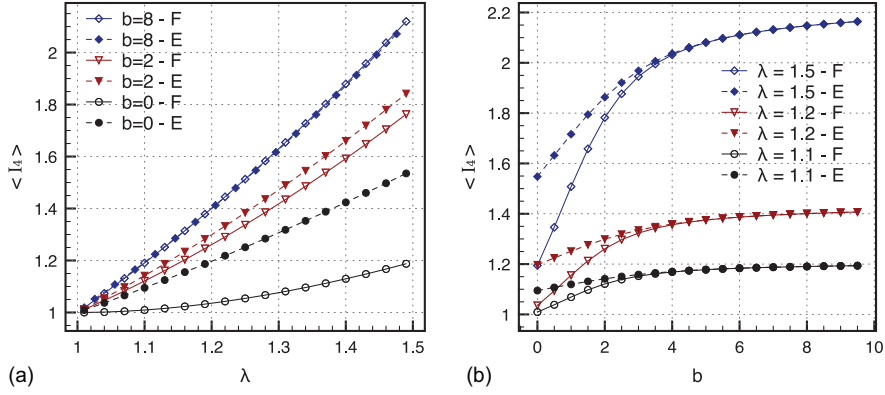 2
1.8
1.6
1.4
1.2
1
< I₄ >
b=8 - F
b=8 - E
b=2 - F
b=2 - E
b=0 - F
b=0 - E
1 1.1 1.2 1.3 1.4 1.5
(a) λ
2.2
2
1.8
1.6
1.4
1.2
1
< I₄ >
λ = 1.5 - F
λ = 1.5 - E
λ = 1.2 - F
λ = 1.2 - E
λ = 1.1 - F
λ = 1.1 - E
0 2 4 6 8 10
(b) b